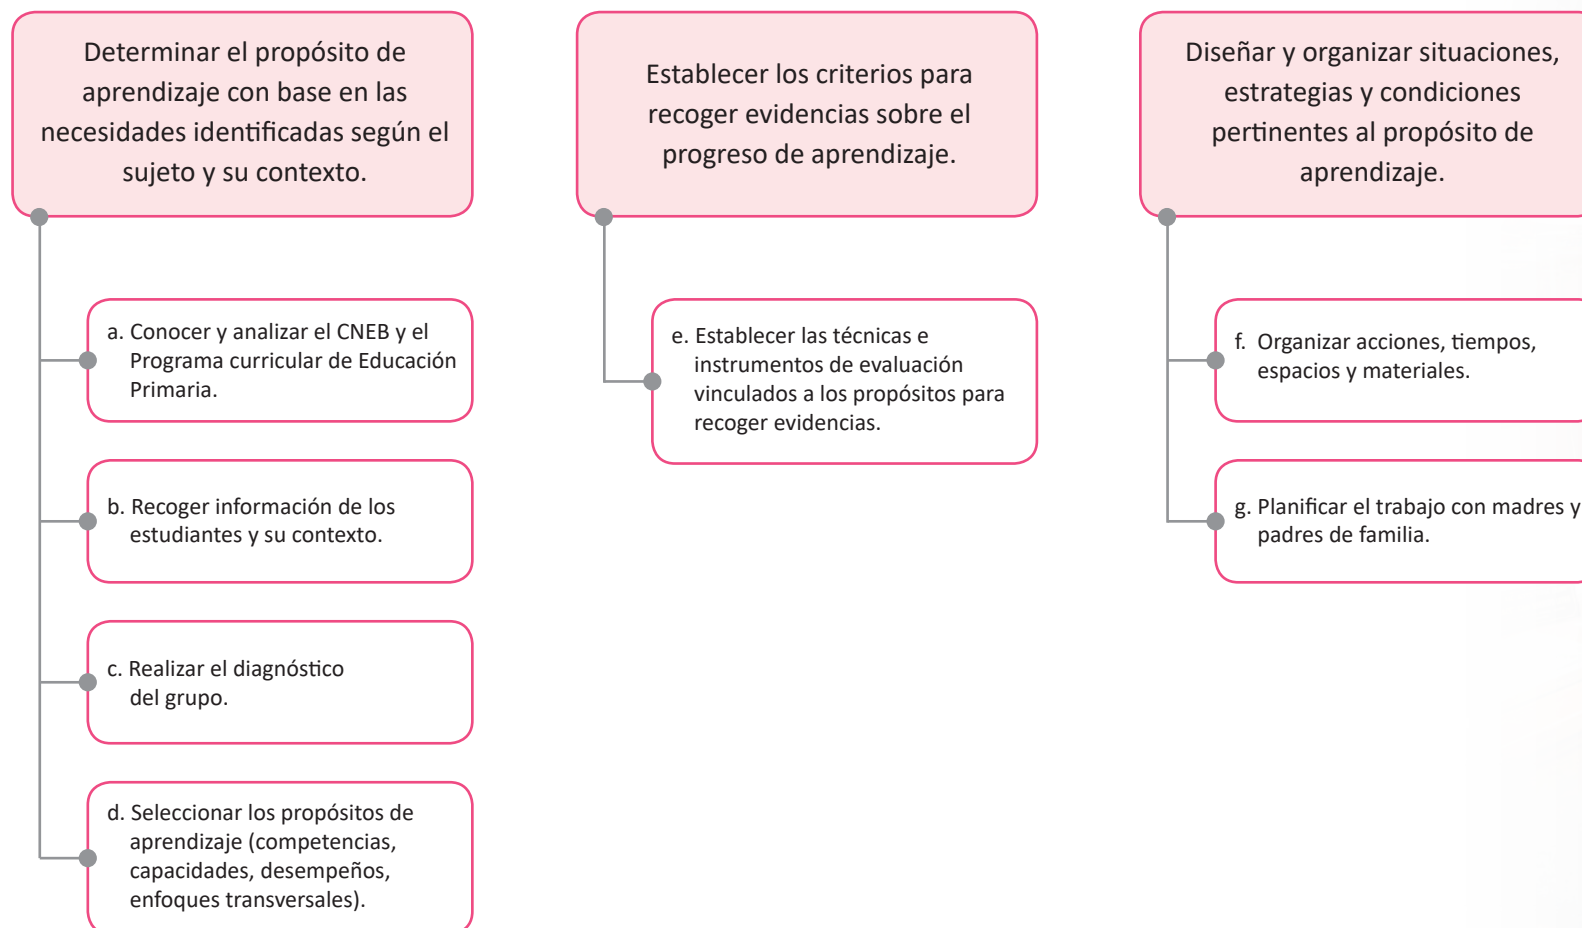 Determinar el propósito de
aprendizaje con base en las
necesidades identificadas según el
sujeto y su contexto.
a. Conocer y analizar el CNEB y el
Programa curricular de Educación
Primaria.
b. Recoger información de los
estudiantes y su contexto.
c. Realizar el diagnóstico
del grupo.
d. Seleccionar los propósitos de
aprendizaje (competencias,
capacidades, desempeños,
enfoques transversales).
Establecer los criterios para
recoger evidencias sobre el
progreso de aprendizaje.
e. Establecer las técnicas e
instrumentos de evaluación
vinculados a los propósitos para
recoger evidencias.
Diseñar y organizar situaciones,
estrategias y condiciones
pertinentes al propósito de
aprendizaje.
f. Organizar acciones, tiempos,
espacios y materiales.
g. Planificar el trabajo con madres y
padres de familia.